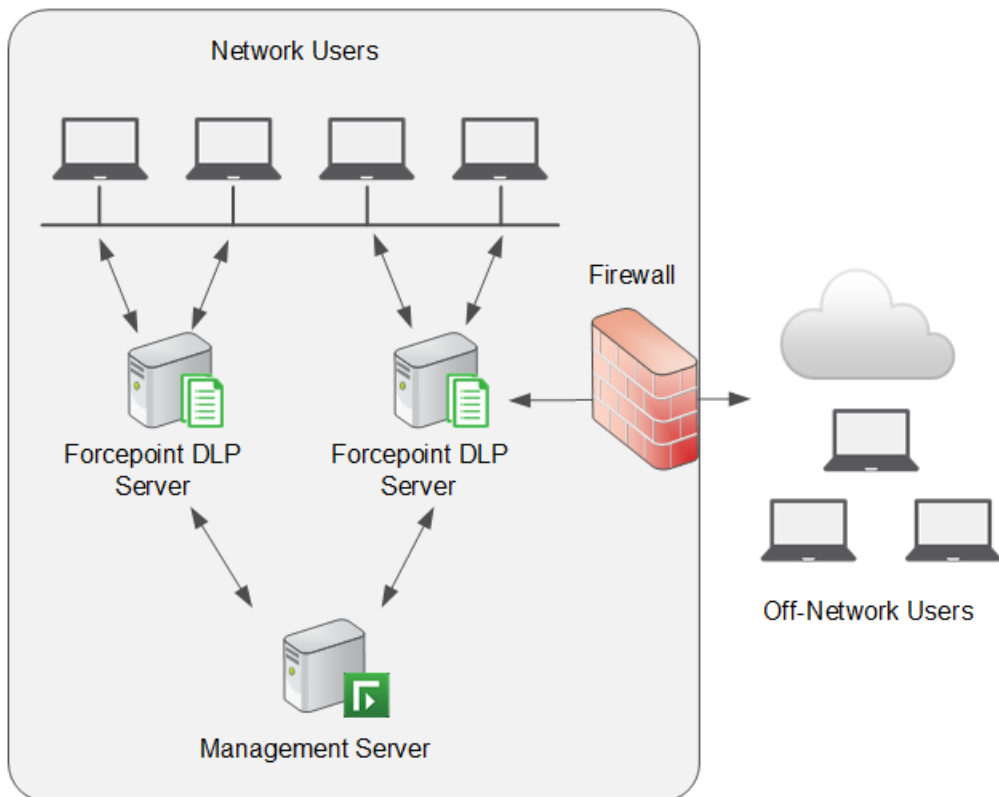 Network Users
Firewall
Forcepoint DLP
Server
Forcepoint DLP
Server
Off-Network Users
Management Server